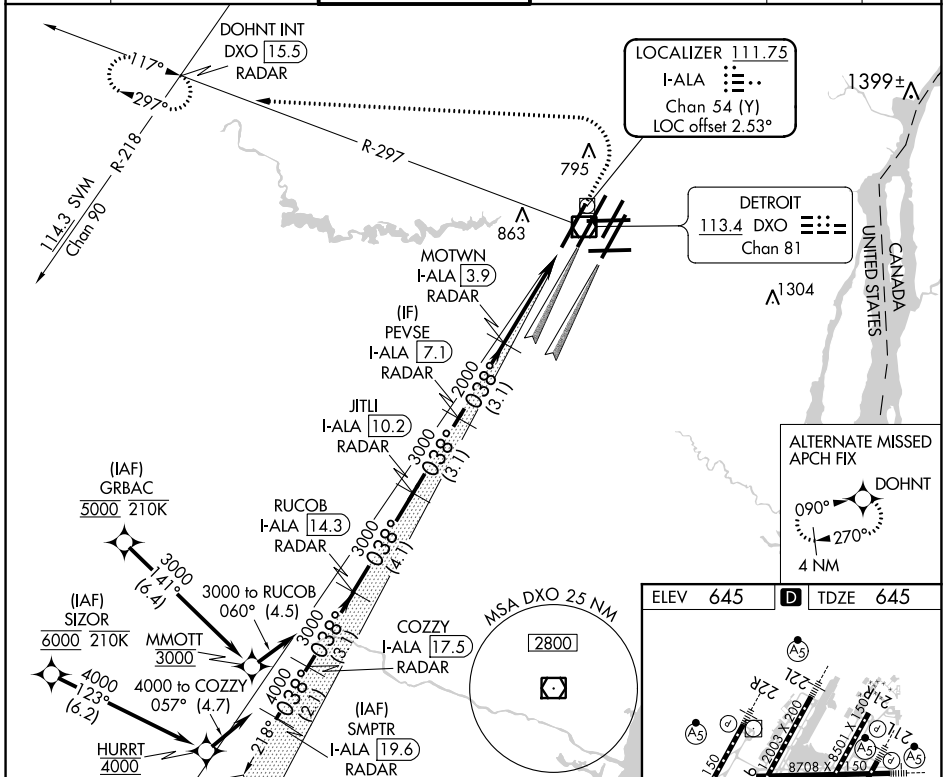 DOHNT INT
DXO 15.5
RADAR
117°
297°
R-218
114.3 SVM
Chan 90
R-297
LOCALIZER 111.75
I-ALA
Chan 54 (Y)
LOC offset 2.53°
1399±
795
863
DETROIT
113.4 DXO
Chan 81
1304
CANADA
UNITED STATES
MOTWN
I-ALA 3.9
RADAR
(IF)
PEVSE
I-ALA 7.1
RADAR
2000
038°
(3.1)
JITLI
I-ALA 10.2
RADAR
3000
038°
(3.1)
RUCOB
I-ALA 14.3
RADAR
3000
038°
(4.1)
(IAF)
GRBAC
5000 210K
3000
141°
(6.4)
3000 to RUCOB
060° (4.5)
MMOTT
3000
3000
038°
(3.1)
COZZY
I-ALA 17.5
RADAR
(IAF)
SIZOR
6000 210K
4000
123°
(6.2)
4000 to COZZY
057° (4.7)
HURRT
4000
4000
038°
(2.1)
218°
(IAF)
SMPTR
I-ALA 19.6
RADAR
MSA DXO 25 NM
2800
ALTERNATE MISSED
APCH FIX
DOHNT
090°
270°
4 NM
ELEV 645 D TDZE 645
A5
22R
22L
A5
12003 X 200
8501 X 150
21R
21L
A5
A5
150
8708 X 150